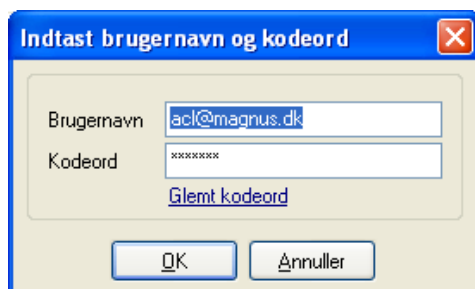 Indtast brugernavn og kodeord
Brugernavn acl@magnus.dk
Kodeord *******
Glemt kodeord
OK Annuller